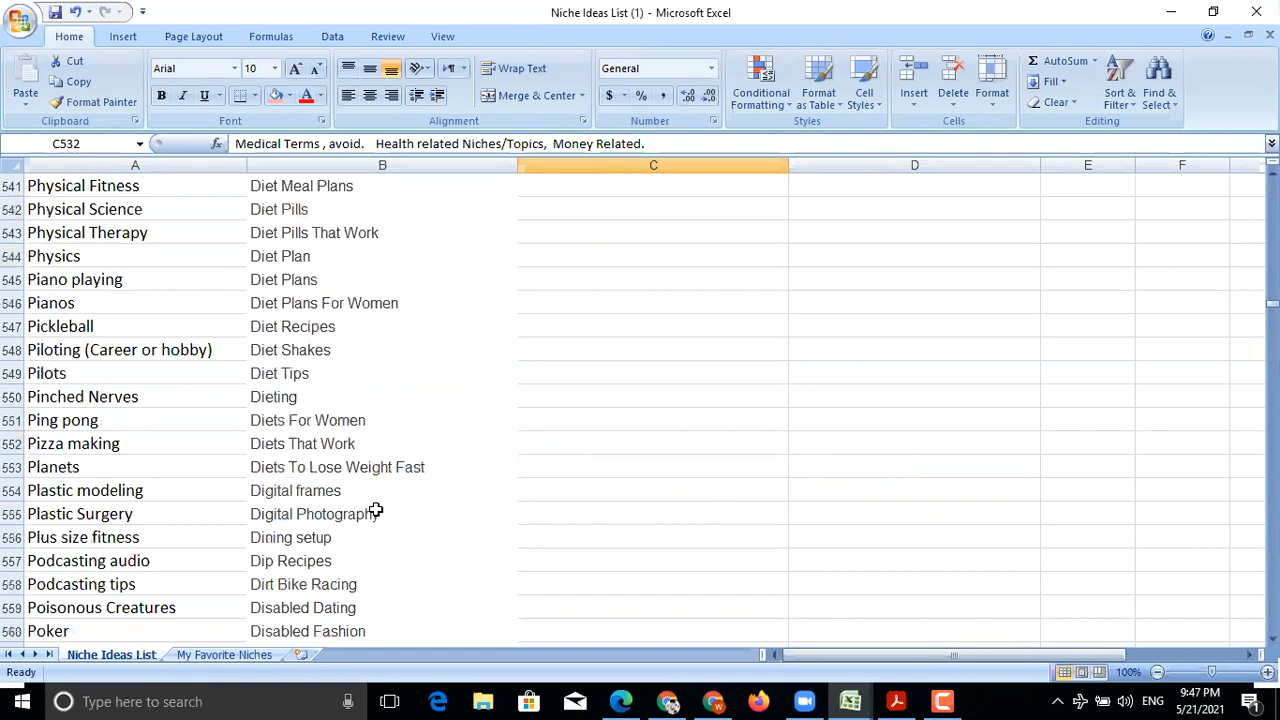 Niche Ideas List (1) - Microsoft Excel
Home Insert Page Layout Formulas Data Review View
Paste
Cut
Copy
Format Painter
Clipboard
Arial 10
A A
B I U A
Font
Wrap Text
Merge & Center
Alignment
General
$ % ,
Number
Conditional Formatting
Format as Table
Cell Styles
Styles
Insert Delete Format
Cells
AutoSum
Fill
Clear
Sort & Filter
Find & Select
Editing
C532 fx Medical Terms , avoid. Health related Niches/Topics, Money Related.
A B C D E F
541 Physical Fitness Diet Meal Plans
542 Physical Science Diet Pills
543 Physical Therapy Diet Pills That Work
544 Physics Diet Plan
545 Piano playing Diet Plans
546 Pianos Diet Plans For Women
547 Pickleball Diet Recipes
548 Piloting (Career or hobby) Diet Shakes
549 Pilots Diet Tips
550 Pinched Nerves Dieting
551 Ping pong Diets For Women
552 Pizza making Diets That Work
553 Planets Diets To Lose Weight Fast
554 Plastic modeling Digital frames
555 Plastic Surgery Digital Photography
556 Plus size fitness Dining setup
557 Podcasting audio Dip Recipes
558 Podcasting tips Dirt Bike Racing
559 Poisonous Creatures Disabled Dating
560 Poker Disabled Fashion
Niche Ideas List My Favorite Niches
Ready 100%
Type here to search
ENG
9:47 PM
5/21/2021
1